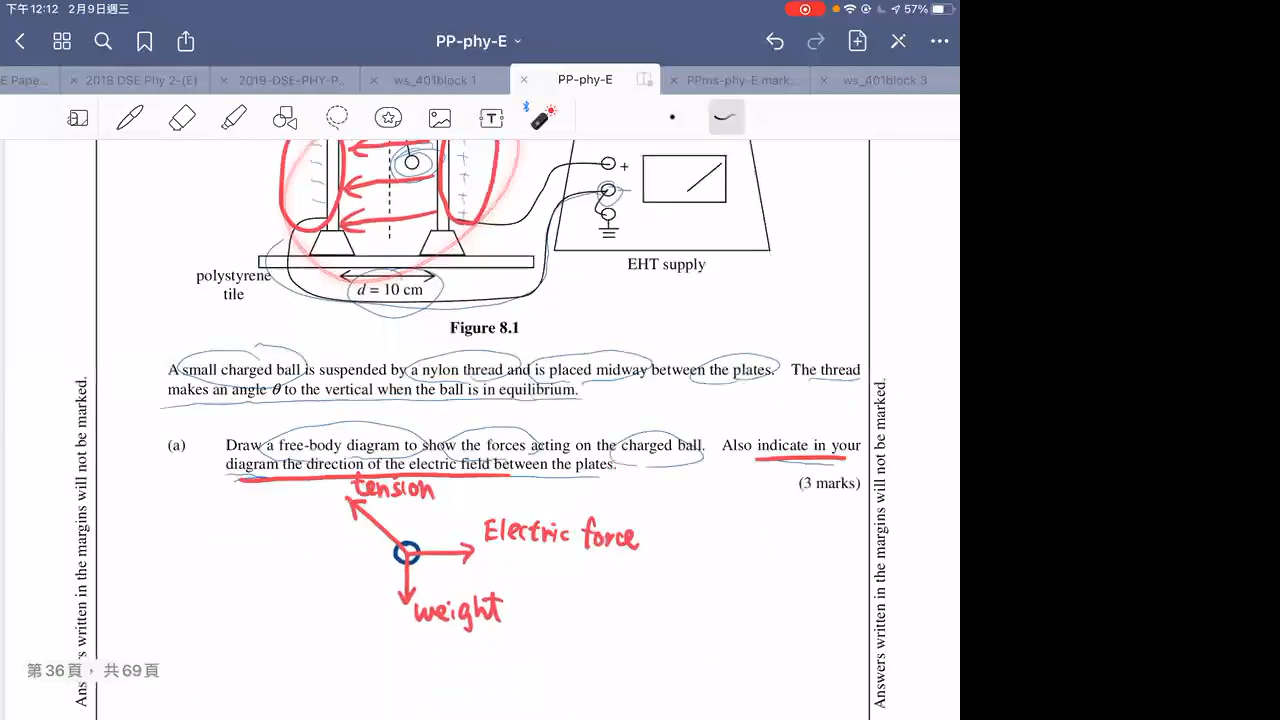 下午12:12 2月9日週三
57%
PP-phy-E
E Pape...
2018 DSE Phy 2-(E)
2019-DSE-PHY-P...
ws_401block 1
PP-phy-E
PPms-phy-E mark...
ws_401block 3
+
–
polystyrene
tile
d = 10 cm
EHT supply
Figure 8.1
A small charged ball is suspended by a nylon thread and is placed midway between the plates. The thread
makes an angle θ to the vertical when the ball is in equilibrium.
(a) Draw a free-body diagram to show the forces acting on the charged ball. Also indicate in your
diagram the direction of the electric field between the plates.
(3 marks)
tension
Electric force
weight
Answers written in the margins will not be marked.
Answers written in the margins will not be marked.
第36頁，共69頁